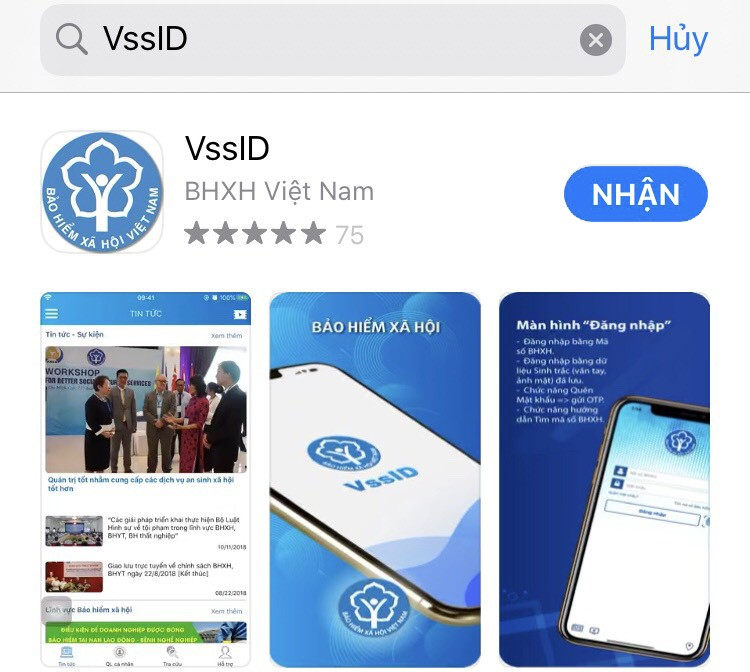 VssID
Hủy
VssID
BHXH Việt Nam
75
NHẬN
BẢO HIỂM XÃ HỘI VIỆT NAM
09:41
100%
TIN TỨC
Tin tức - Sự kiện
Xem thêm
WORKSHOP
FOR BETTER
SERVICES
Quản trị tốt nhằm cung cấp các dịch vụ an sinh xã hội
tốt hơn
"Các giải pháp triển khai thực hiện Bộ Luật
Hình sự về tội phạm trong lĩnh vực BHXH,
BHYT, BH thất nghiệp"
10/11/2018
Giao lưu trực tuyến về chính sách BHXH,
BHYT ngày 22/8/2018 [Kết thúc]
08/22/2018
Lĩnh vực Bảo hiểm xã hội
Xem thêm
ĐIỀU KIỆN ĐỂ DOANH NGHIỆP ĐƯỢC ĐÓNG
BẢO HIỂM TAI NẠN LAO ĐỘNG - BỆNH NGHỀ NGHIỆP
Tin tức
QL cá nhân
Tra cứu
Hỗ trợ
BẢO HIỂM XÃ HỘI
BẢO HIỂM XÃ HỘI VIỆT NAM
VssID
BẢO HIỂM XÃ HỘI VIỆT NAM
Màn hình "Đăng nhập"
- Đăng nhập bằng Mã
số BHXH.
- Đăng nhập bằng dữ
liệu Sinh trắc (vân tay,
ảnh mặt) đã lưu.
- Chức năng Quên
Mật khẩu => gửi OTP.
- Chức năng hướng
dẫn Tìm mã số BHXH.
Đăng nhập